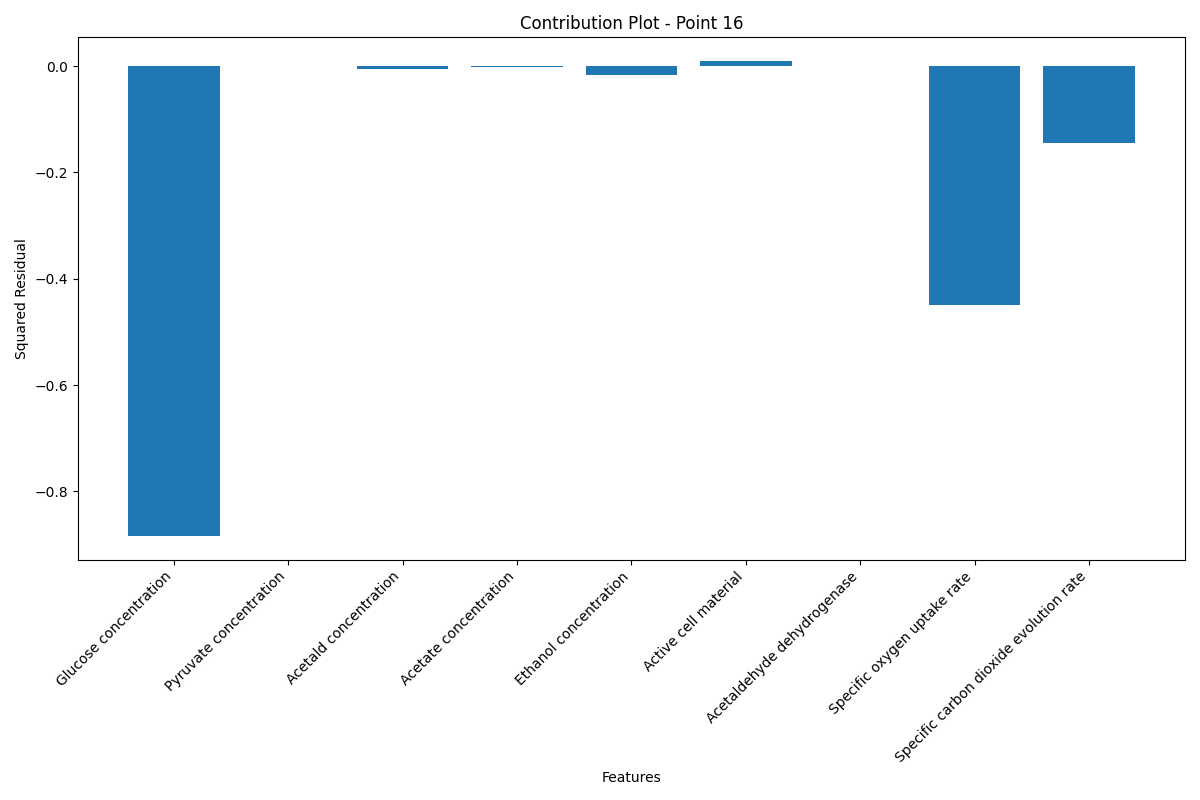 Contribution Plot - Point 16
Squared Residual
0.0
−0.2
−0.4
−0.6
−0.8
Glucose concentration
Pyruvate concentration
Acetald concentration
Acetate concentration
Ethanol concentration
Active cell material
Acetaldehyde dehydrogenase
Specific oxygen uptake rate
Specific carbon dioxide evolution rate
Features